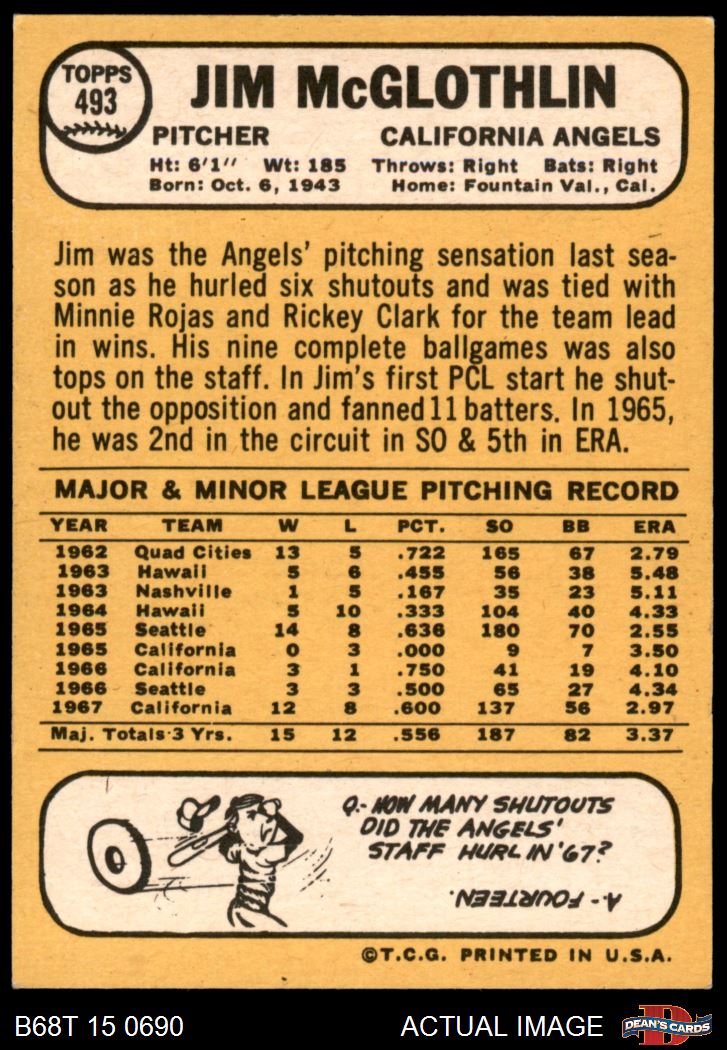 TOPPS
493
JIM McGLOTHLIN
PITCHER CALIFORNIA ANGELS
Ht: 6'1'' Wt: 185 Throws: Right Bats: Right
Born: Oct. 6, 1943 Home: Fountain Val., Cal.
Jim was the Angels' pitching sensation last sea-
son as he hurled six shutouts and was tied with
Minnie Rojas and Rickey Clark for the team lead
in wins. His nine complete ballgames was also
tops on the staff. In Jim's first PCL start he shut-
out the opposition and fanned 11 batters. In 1965,
he was 2nd in the circuit in SO & 5th in ERA.
MAJOR & MINOR LEAGUE PITCHING RECORD
YEAR TEAM W L PCT. SO BB ERA
1962 Quad Cities 13 5 .722 165 67 2.79
1963 Hawaii 5 6 .455 56 38 5.48
1963 Nashville 1 5 .167 35 23 5.11
1964 Hawaii 5 10 .333 104 40 4.33
1965 Seattle 14 8 .636 180 70 2.55
1965 California 0 3 .000 9 7 3.50
1966 California 3 1 .750 41 19 4.10
1966 Seattle 3 3 .500 65 27 4.34
1967 California 12 8 .600 137 56 2.97
Maj. Totals·3 Yrs. 15 12 .556 187 82 3.37
Q.- HOW MANY SHUTOUTS
DID THE ANGELS'
STAFF HURL IN '67?
A.- FOURTEEN.
©T.C.G. PRINTED IN U.S.A.
B68T 15 0690 ACTUAL IMAGE
D
DEAN'S CARDS